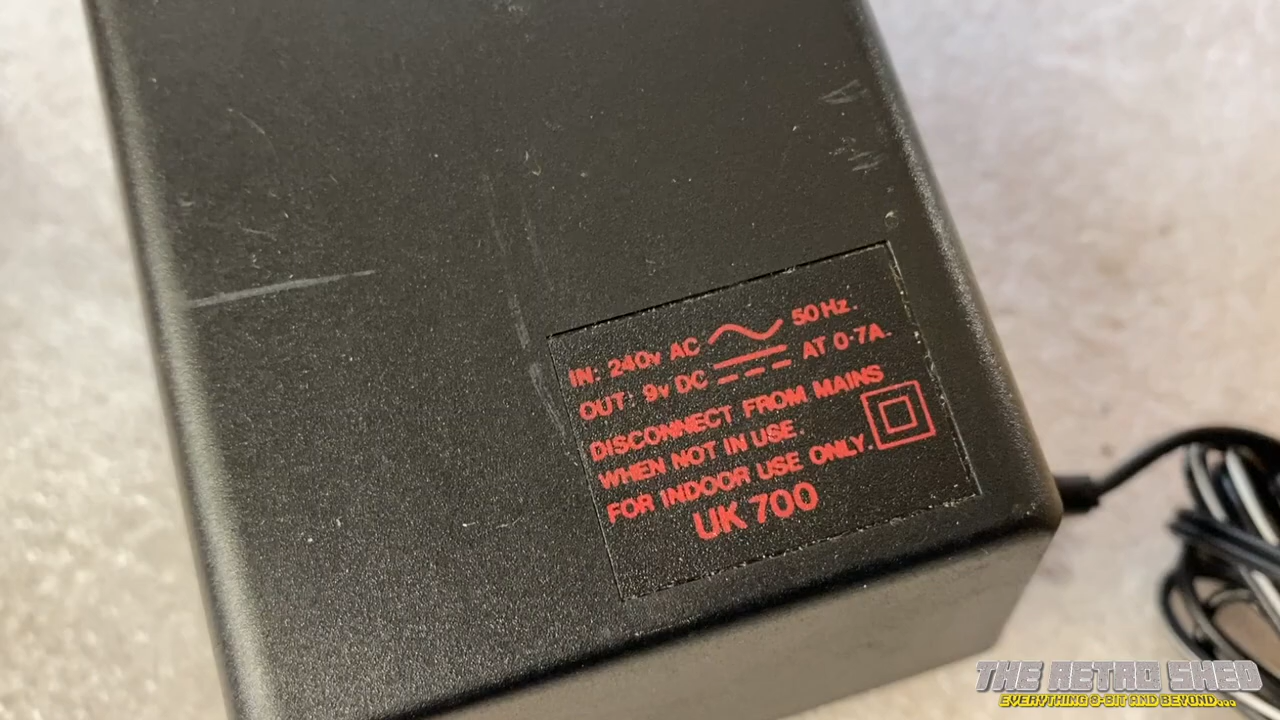 IN: 240v AC 50 Hz.
OUT: 9v DC AT 0·7A.
DISCONNECT FROM MAINS
WHEN NOT IN USE.
FOR INDOOR USE ONLY.
UK 700
THE RETRO SHED
EVERYTHING 8-BIT AND BEYOND...